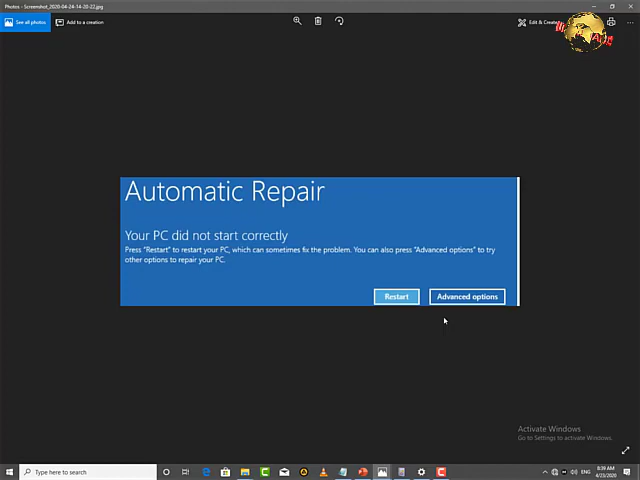 Photos - Screenshot_2020-04-24-14-20-22.jpg
See all photos
Add to a creation
Edit & Create
Automatic Repair
Your PC did not start correctly
Press "Restart" to restart your PC, which can sometimes fix the problem. You can also press "Advanced options" to try
other options to repair your PC.
Restart
Advanced options
Activate Windows
Go to Settings to activate Windows.
Type here to search
ENG
8:39 AM
4/23/2020